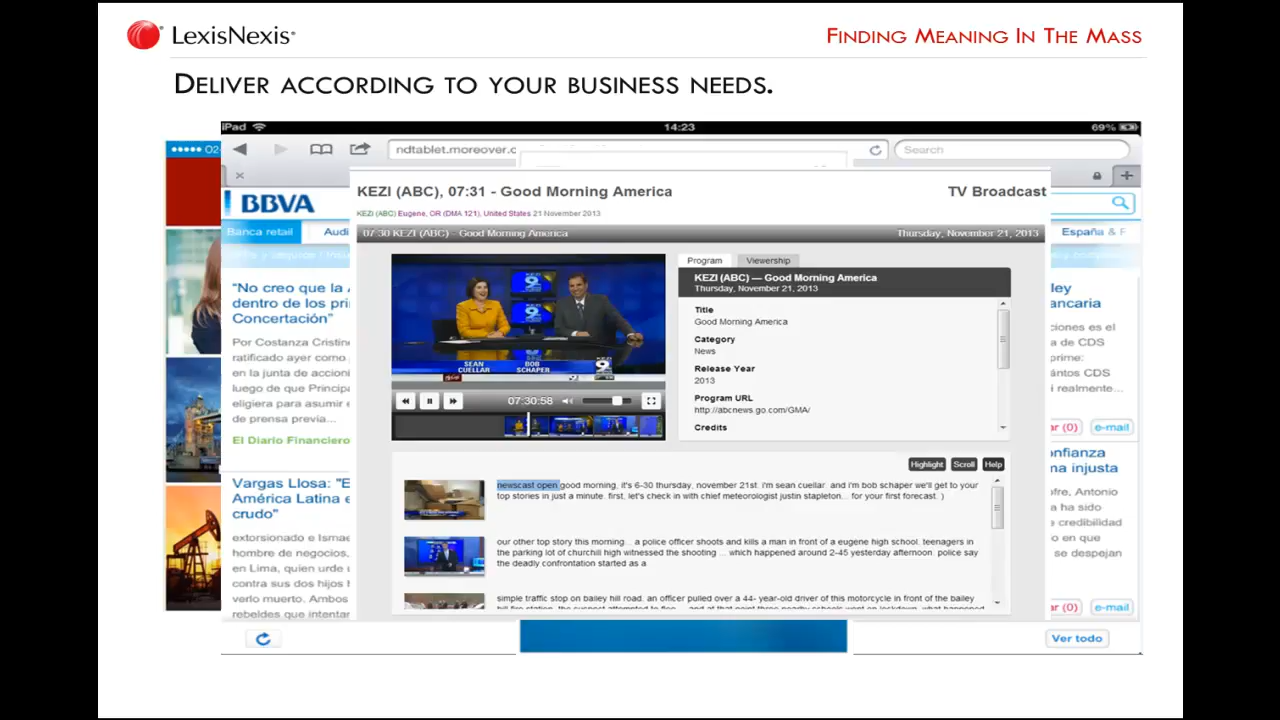 LexisNexis®
FINDING MEANING IN THE MASS
DELIVER ACCORDING TO YOUR BUSINESS NEEDS.
iPad
14:23
69%
O2
ndtablet.moreover.c
Search
BBVA
Banca retail
Audi
España & F
"No creo que la
dentro de los pri
Concertación"
Por Costanza Cristin
ratificado ayer como
en la junta de accioni
luego de que Principa
eligiera para asumir e
de prensa previa...
El Diario Financiero
Vargas Llosa: "E
América Latina e
crudo"
extorsionado e Ismae
hombre de negocios,
en Lima, quien urde u
contra sus dos hijos h
verlo muerto. Ambos
rebeldes que intentar
KEZI (ABC), 07:31 - Good Morning America
TV Broadcast
KEZI (ABC) Eugene, OR (DMA 121), United States 21 November 2013
07:30 KEZI (ABC) - Good Morning America
Thursday, November 21, 2013
SEAN
CUELLAR
BOB
SCHAPER
9
07:30:58
Program
Viewership
KEZI (ABC) — Good Morning America
Thursday, November 21, 2013
Title
Good Morning America
Category
News
Release Year
2013
Program URL
http://abcnews.go.com/GMA/
Credits
Highlight
Scroll
Help
newscast open good morning, it's 6-30 thursday, november 21st. i'm sean cuellar. and i'm bob schaper we'll get to your
top stories in just a minute. first, let's check in with chief meteorologist justin stapleton... for your first forecast. )
our other top story this morning... a police officer shoots and kills a man in front of a eugene high school. teenagers in
the parking lot of churchill high witnessed the shooting ... which happened around 2-45 yesterday afternoon. police say
the deadly confrontation started as a
simple traffic stop on bailey hill road. an officer pulled over a 44- year-old driver of this motorcycle in front of the bailey
ley
ancaria
ciones es el
a de CDS
prime:
antos CDS
i realmente...
ar (0)
e-mail
onfianza
ma injusta
ofre, Antonio
a ha sido
e credibilidad
o en que
se despejan
ar (0)
e-mail
Ver todo